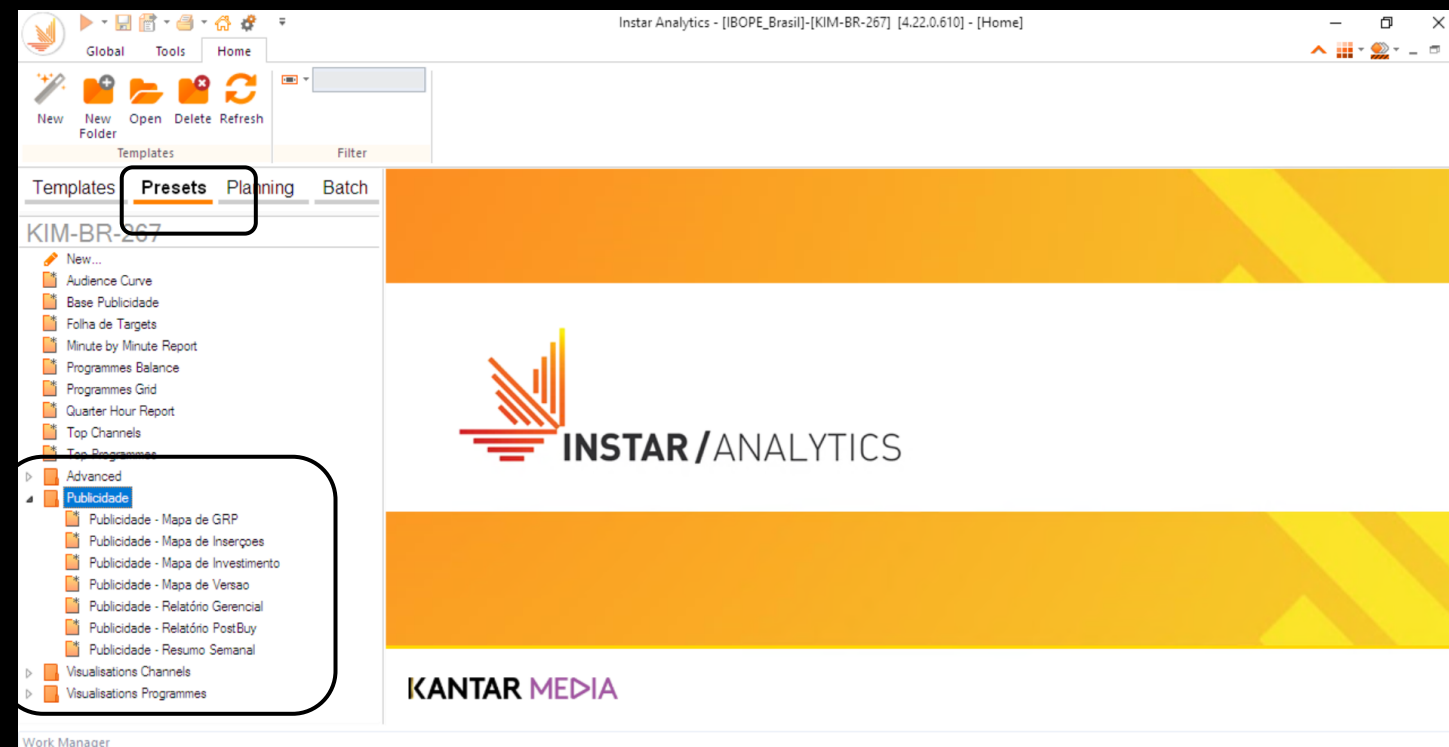 Instar Analytics - [IBOPE_Brasil]-[KIM-BR-267] [4.22.0.610] - [Home]
Global Tools Home
New New Folder Open Delete Refresh
Templates Filter
Templates Presets Planning Batch
KIM-BR-267
New...
Audience Curve
Base Publicidade
Folha de Targets
Minute by Minute Report
Programmes Balance
Programmes Grid
Quarter Hour Report
Top Channels
Top Programmes
Advanced
Publicidade
Publicidade - Mapa de GRP
Publicidade - Mapa de Inserçoes
Publicidade - Mapa de Investimento
Publicidade - Mapa de Versao
Publicidade - Relatório Gerencial
Publicidade - Relatório PostBuy
Publicidade - Resumo Semanal
Visualisations Channels
Visualisations Programmes
INSTAR/ANALYTICS
KANTAR MEDIA
Work Manager